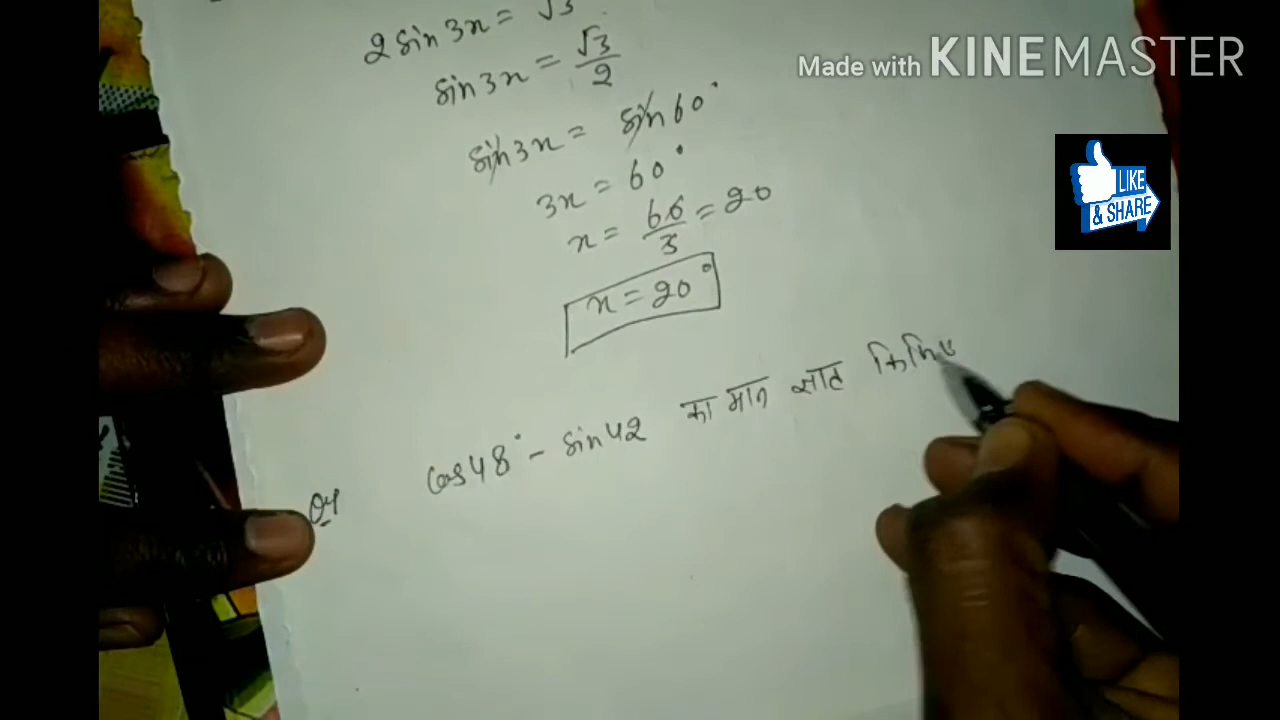 2 sin 3x = √3
sin 3x = √3/2
sin 3x = sin 60°
3x = 60°
x = 60/3 = 20
x = 20°
Q4 cos 48° - sin 42 का मान सात किजिए
Made with KINEMASTER
LIKE
& SHARE